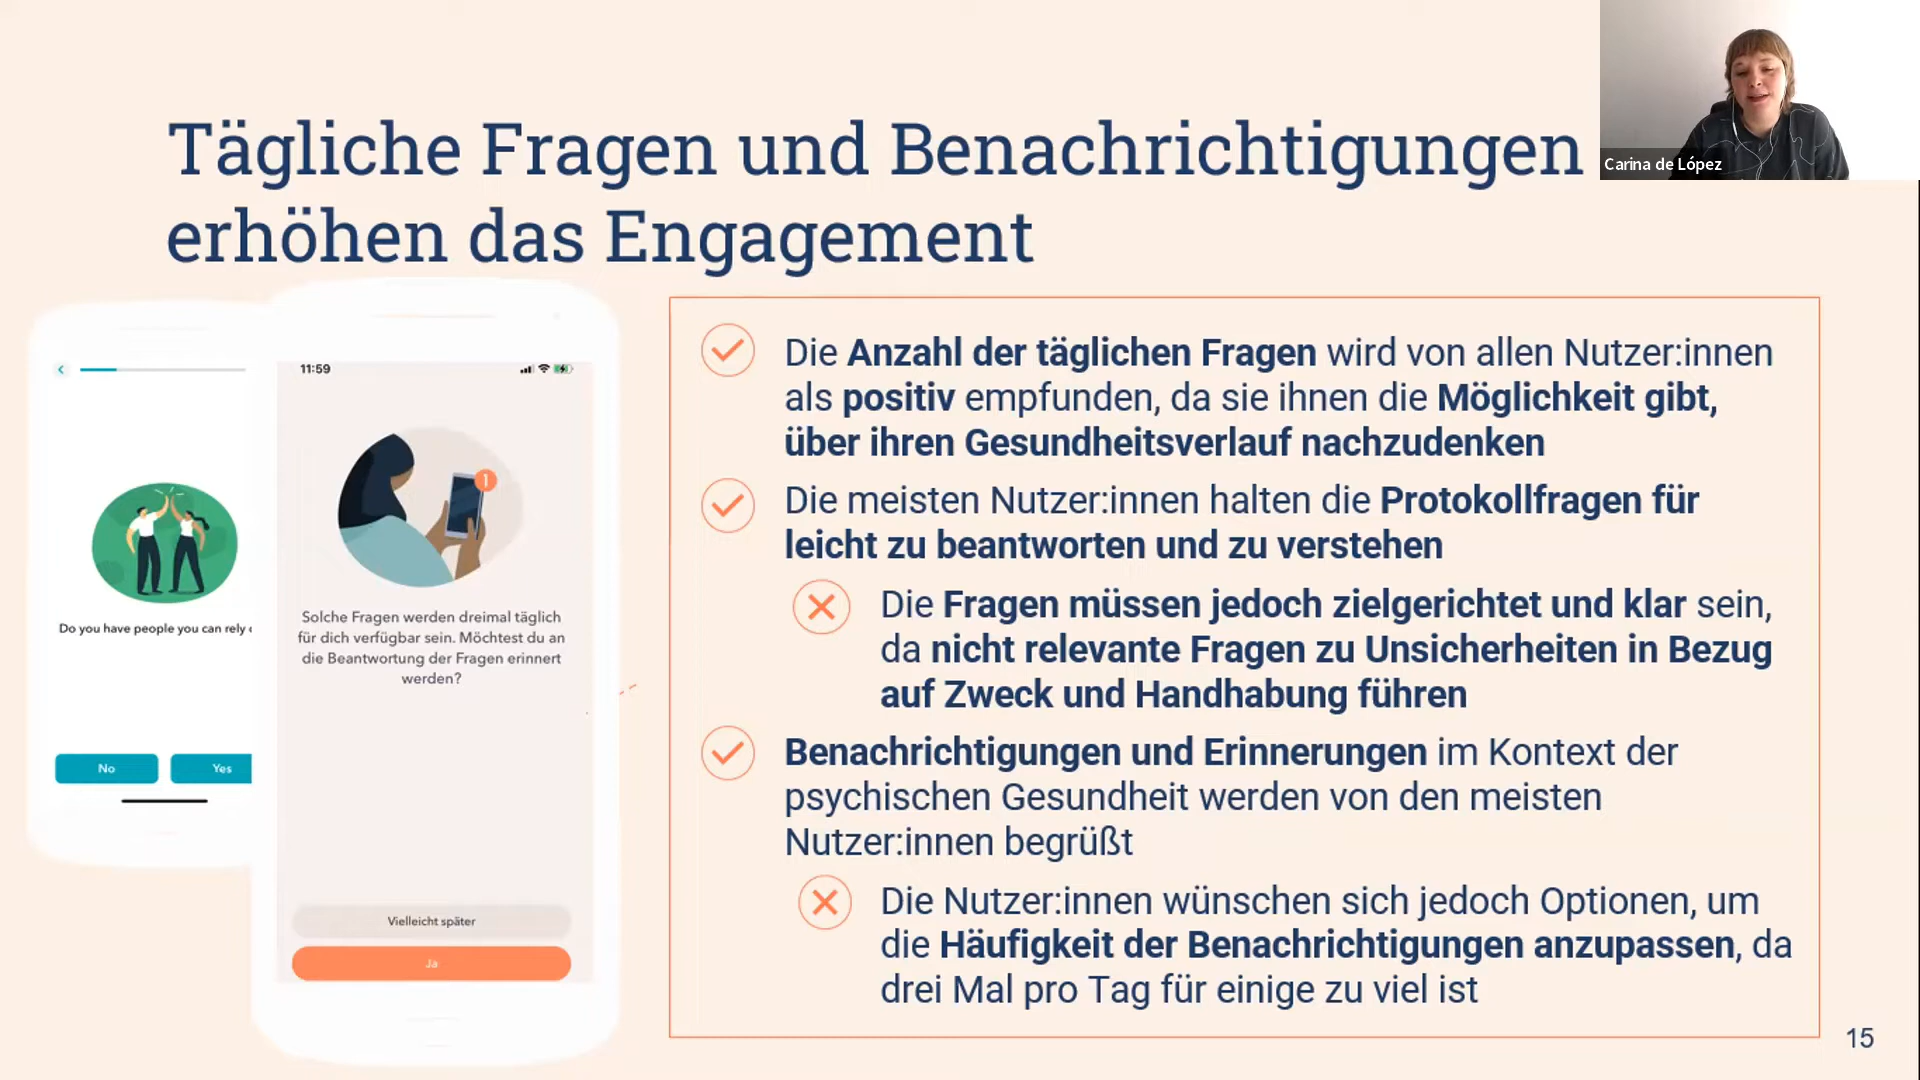 Tägliche Fragen und Benachrichtigungen
erhöhen das Engagement
Carina de López
Do you have people you can rely
No
Yes
11:59
1
Solche Fragen werden dreimal täglich
für dich verfügbar sein. Möchtest du an
die Beantwortung der Fragen erinnert
werden?
Vielleicht später
Ja
Die Anzahl der täglichen Fragen wird von allen Nutzer:innen
als positiv empfunden, da sie ihnen die Möglichkeit gibt,
über ihren Gesundheitsverlauf nachzudenken
Die meisten Nutzer:innen halten die Protokollfragen für
leicht zu beantworten und zu verstehen
Die Fragen müssen jedoch zielgerichtet und klar sein,
da nicht relevante Fragen zu Unsicherheiten in Bezug
auf Zweck und Handhabung führen
Benachrichtigungen und Erinnerungen im Kontext der
psychischen Gesundheit werden von den meisten
Nutzer:innen begrüßt
Die Nutzer:innen wünschen sich jedoch Optionen, um
die Häufigkeit der Benachrichtigungen anzupassen, da
drei Mal pro Tag für einige zu viel ist
15